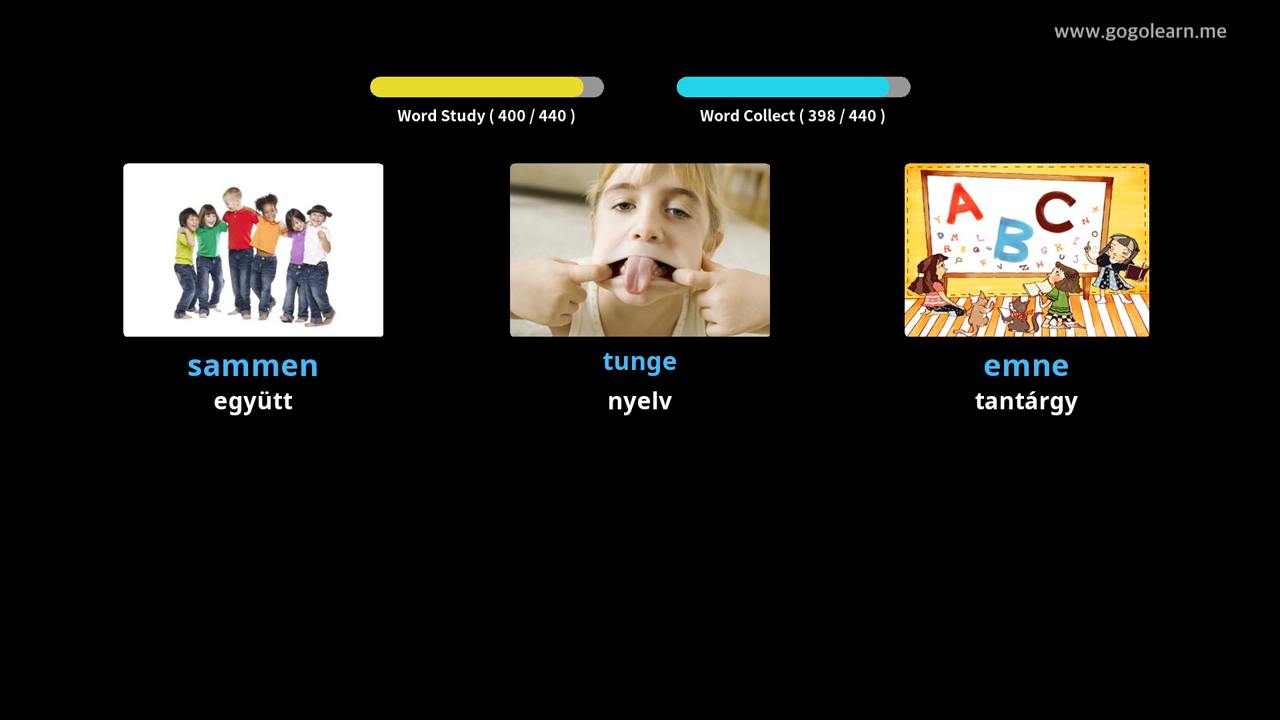 www.gogolearn.me
Word Study ( 400 / 440 )
Word Collect ( 398 / 440 )
A B C
sammen
együtt
tunge
nyelv
emne
tantárgy